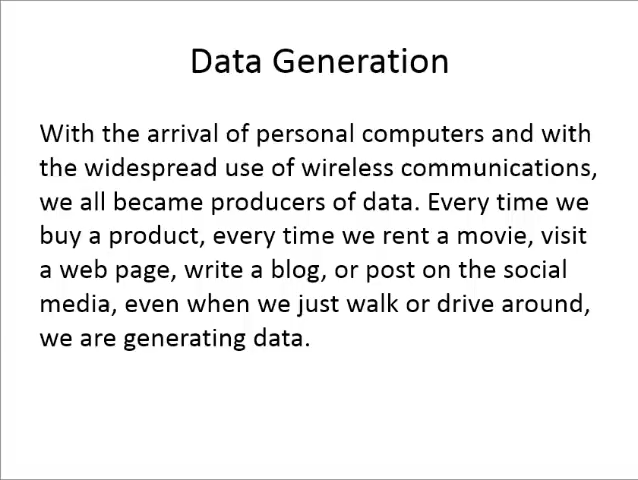 Data Generation
With the arrival of personal computers and with
the widespread use of wireless communications,
we all became producers of data. Every time we
buy a product, every time we rent a movie, visit
a web page, write a blog, or post on the social
media, even when we just walk or drive around,
we are generating data.